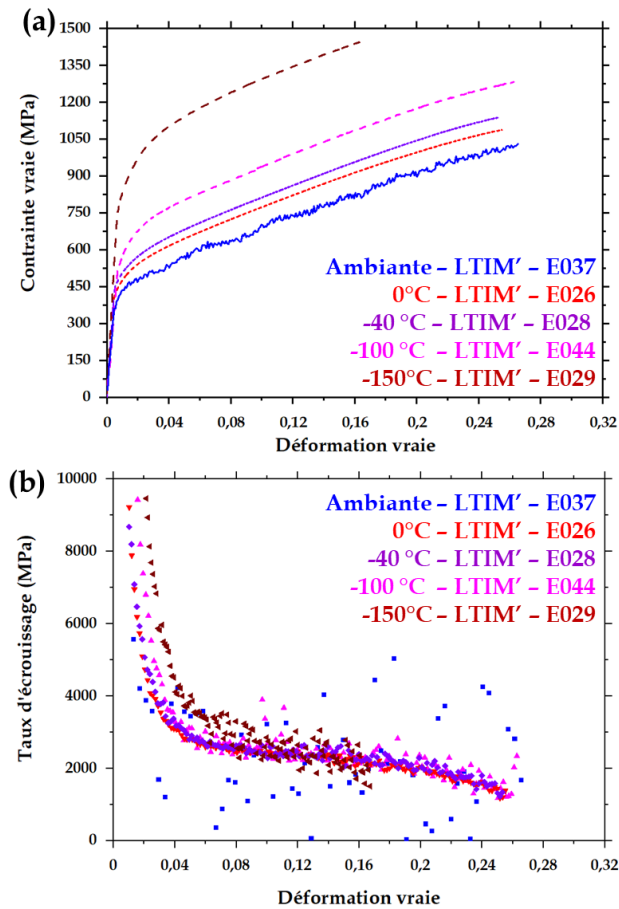 (a)
1500
1350
1200
1050
900
750
600
450
300
150
0
Contrainte vraie (MPa)
Ambiante – LTIM’ – E037
0°C – LTIM’ – E026
-40 °C – LTIM’ – E028
-100 °C – LTIM’ – E044
-150°C – LTIM’ – E029
0 0,04 0,08 0,12 0,16 0,2 0,24 0,28 0,32
Déformation vraie
(b)
10000
8000
6000
4000
2000
0
Taux d'écrouissage (MPa)
Ambiante – LTIM’ – E037
0°C – LTIM’ – E026
-40 °C – LTIM’ – E028
-100 °C – LTIM’ – E044
-150°C – LTIM’ – E029
0 0,04 0,08 0,12 0,16 0,2 0,24 0,28 0,32
Déformation vraie